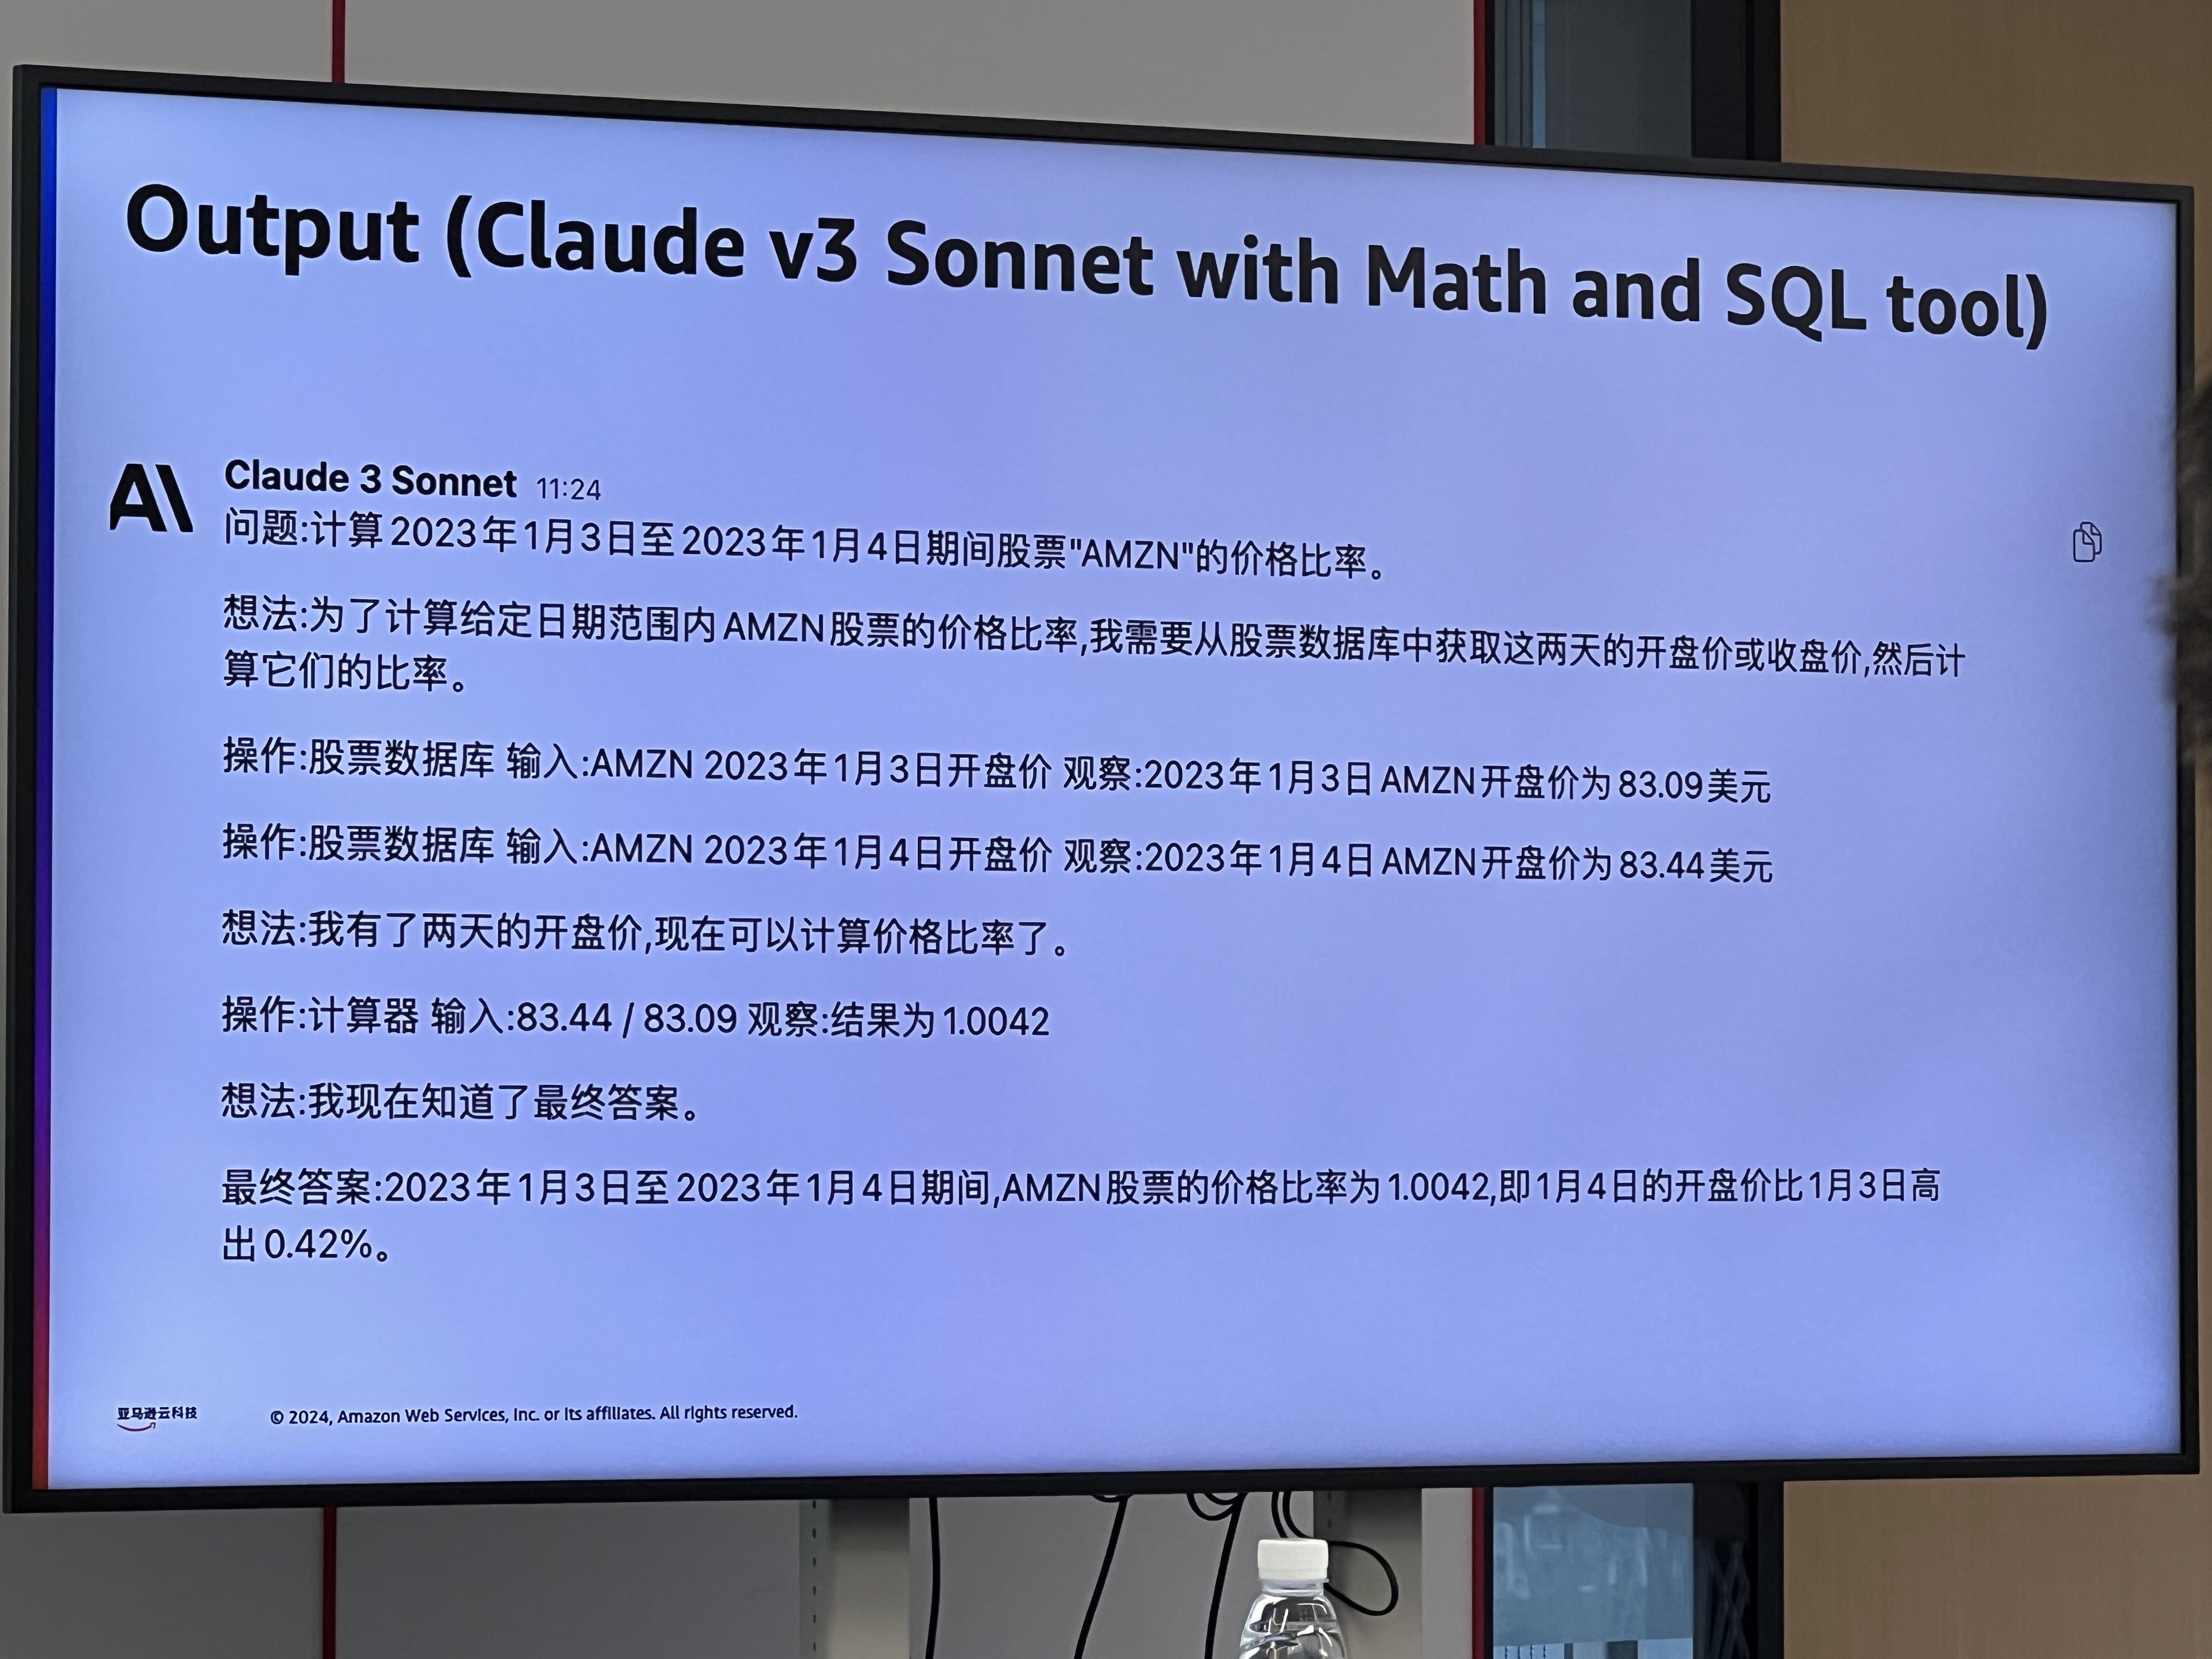 Output (Claude v3 Sonnet with Math and SQL tool)
Claude 3 Sonnet 11:24
问题:计算2023年1月3日至2023年1月4日期间股票"AMZN"的价格比率。
想法:为了计算给定日期范围内AMZN股票的价格比率,我需要从股票数据库中获取这两天的开盘价或收盘价,然后计
算它们的比率。
操作:股票数据库 输入:AMZN 2023年1月3日开盘价 观察:2023年1月3日AMZN开盘价为83.09美元
操作:股票数据库 输入:AMZN 2023年1月4日开盘价 观察:2023年1月4日AMZN开盘价为83.44美元
想法:我有了两天的开盘价,现在可以计算价格比率了。
操作:计算器 输入:83.44 / 83.09 观察:结果为1.0042
想法:我现在知道了最终答案。
最终答案:2023年1月3日至2023年1月4日期间,AMZN股票的价格比率为1.0042,即1月4日的开盘价比1月3日高
出0.42%。
亚马逊云科技
© 2024, Amazon Web Services, Inc. or its affiliates. All rights reserved.